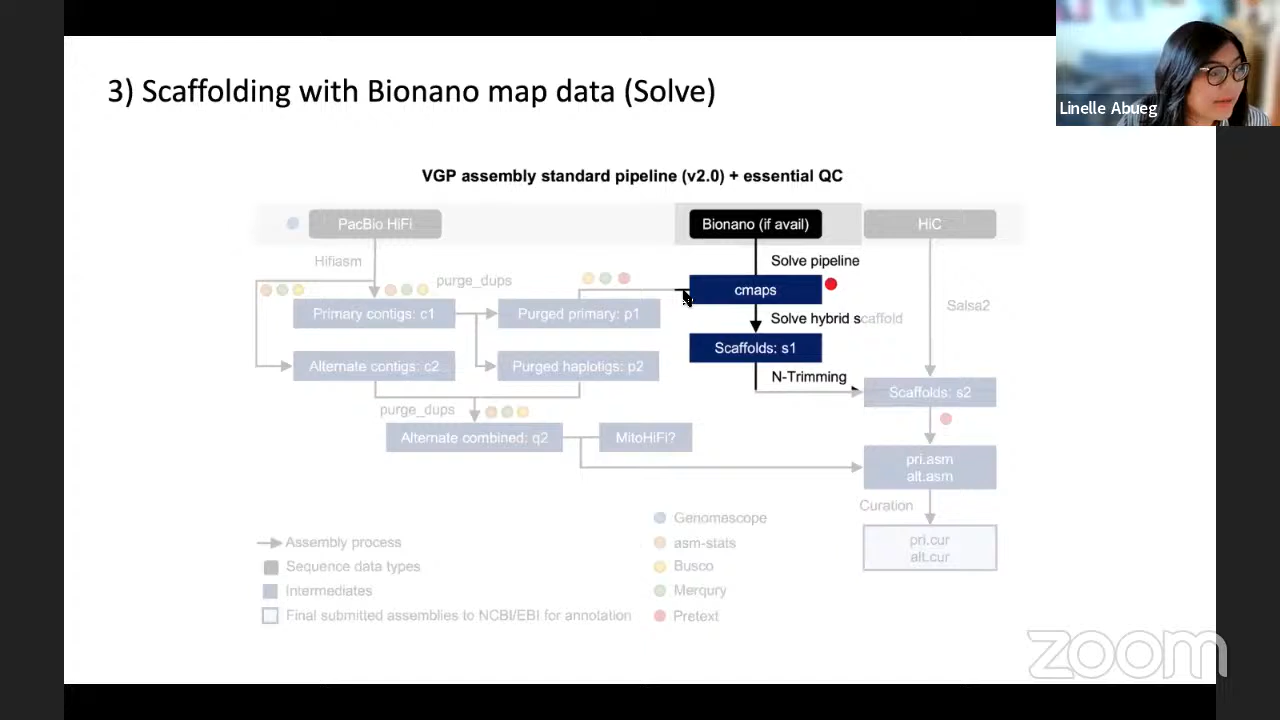 3) Scaffolding with Bionano map data (Solve)
Linelle Abueg
VGP assembly standard pipeline (v2.0) + essential QC
PacBio HiFi
Bionano (if avail)
HiC
Hifiasm
purge_dups
Solve pipeline
cmaps
Salsa2
Primary contigs: c1
Purged primary: p1
Solve hybrid scaffold
Scaffolds: s1
Alternate contigs: c2
Purged haplotigs: p2
N-Trimming
Scaffolds: s2
purge_dups
Alternate combined: q2
MitoHiFi?
pri.asm
alt.asm
Curation
pri.cur
alt.cur
Assembly process
Sequence data types
Intermediates
Final submitted assemblies to NCBI/EBI for annotation
Genomescope
asm-stats
Busco
Merqury
Pretext
zoom